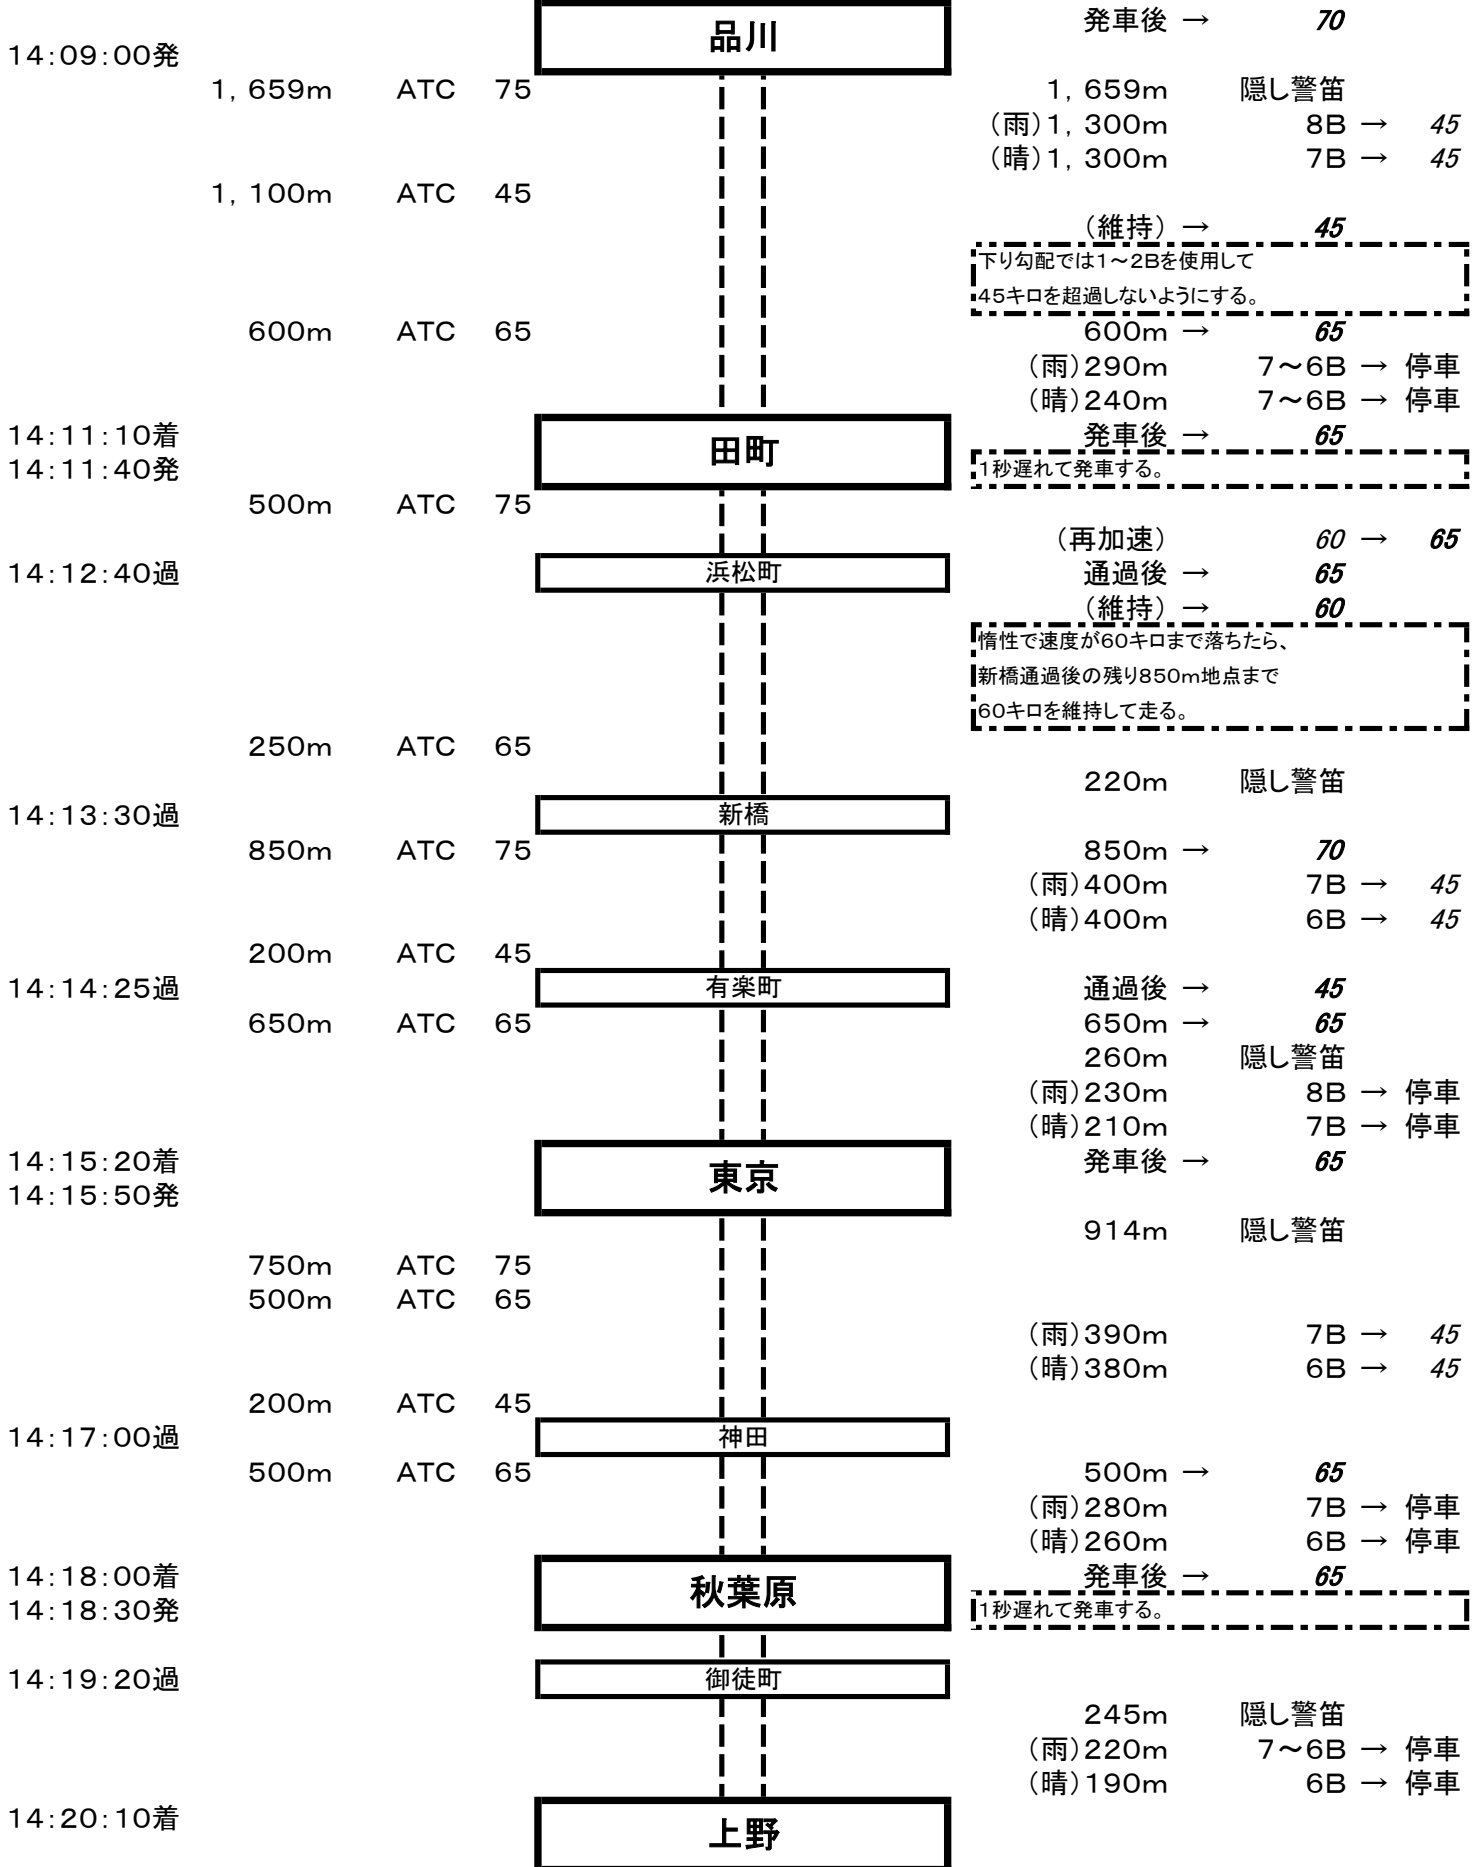 品川
発車後 → 70
14:09:00発
1,659m ATC 75
1,659m 隠し警笛
(雨)1,300m 8B → 45
(晴)1,300m 7B → 45
1,100m ATC 45
(維持) → 45
下り勾配では1~2Bを使用して
45キロを超過しないようにする。
600m ATC 65
600m → 65
(雨)290m 7~6B → 停車
(晴)240m 7~6B → 停車
14:11:10着
田町
発車後 → 65
14:11:40発
1秒遅れて発車する。
500m ATC 75
(再加速) 60 → 65
14:12:40過
浜松町
通過後 → 65
(維持) → 60
惰性で速度が60キロまで落ちたら、
新橋通過後の残り850m地点まで
60キロを維持して走る。
250m ATC 65
220m 隠し警笛
14:13:30過
新橋
850m ATC 75
850m → 70
(雨)400m 7B → 45
(晴)400m 6B → 45
200m ATC 45
14:14:25過
有楽町
通過後 → 45
650m ATC 65
650m → 65
260m 隠し警笛
(雨)230m 8B → 停車
(晴)210m 7B → 停車
14:15:20着
東京
発車後 → 65
14:15:50発
914m 隠し警笛
750m ATC 75
500m ATC 65
(雨)390m 7B → 45
(晴)380m 6B → 45
200m ATC 45
14:17:00過
神田
500m ATC 65
500m → 65
(雨)280m 7B → 停車
(晴)260m 6B → 停車
14:18:00着
秋葉原
発車後 → 65
14:18:30発
1秒遅れて発車する。
14:19:20過
御徒町
245m 隠し警笛
(雨)220m 7~6B → 停車
(晴)190m 6B → 停車
14:20:10着
上野